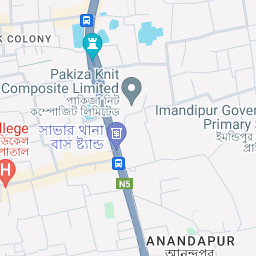 K COLONY
Pakiza Knit
Composite Limited
পাকিজা নিট
কম্পোজিট লিমিটেড
Imandipur Gover
Primary
ইমান্দিপুর
সাভার থানা
বাস স্ট্যান্ড
llege
ডিকেল
পাতাল
H
N5
ANANDAPUR
আনন্দপুর